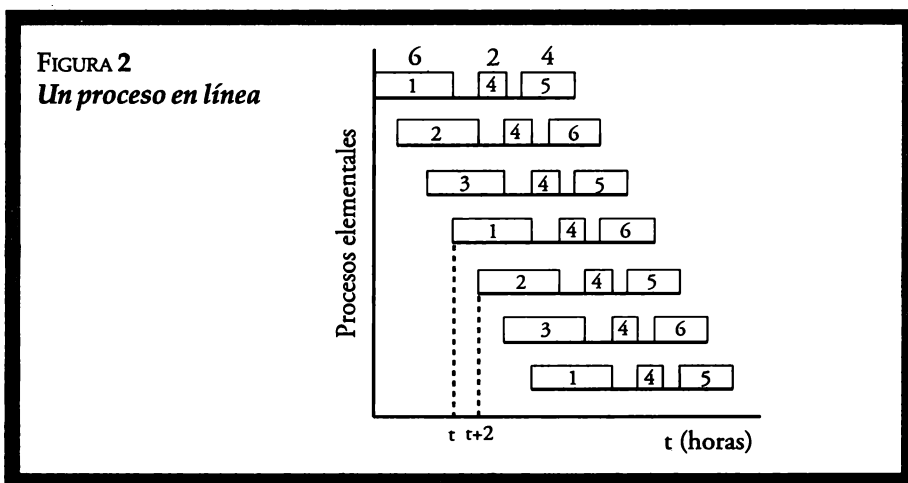 FIGURA 2
Un proceso en línea
6 2 4
1 4 5
2 4 6
3 4 5
1 4 6
2 4 5
3 4 6
1 4 5
Procesos elementales
t t+2
t (horas)